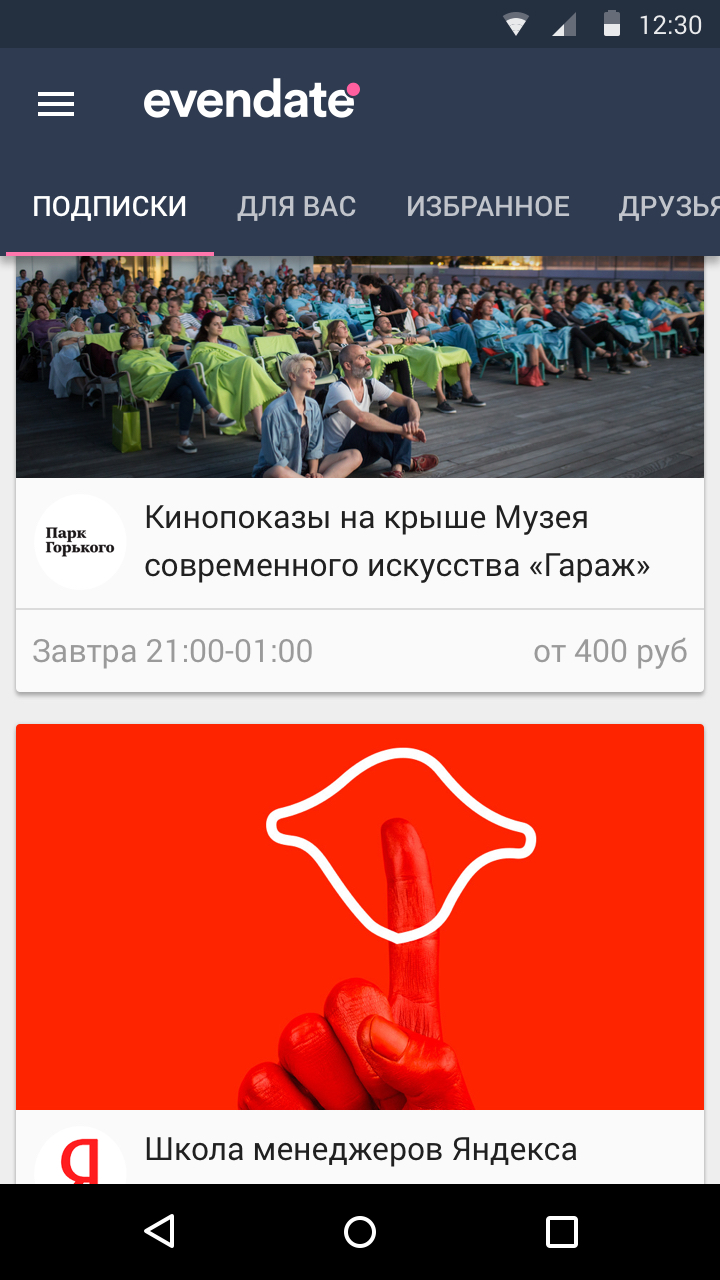 12:30
evendate
ПОДПИСКИ ДЛЯ ВАС ИЗБРАННОЕ ДРУЗЬЯ
Парк
Горького
Кинопоказы на крыше Музея
современного искусства «Гараж»
Завтра 21:00-01:00 от 400 руб
Я
Школа менеджеров Яндекса